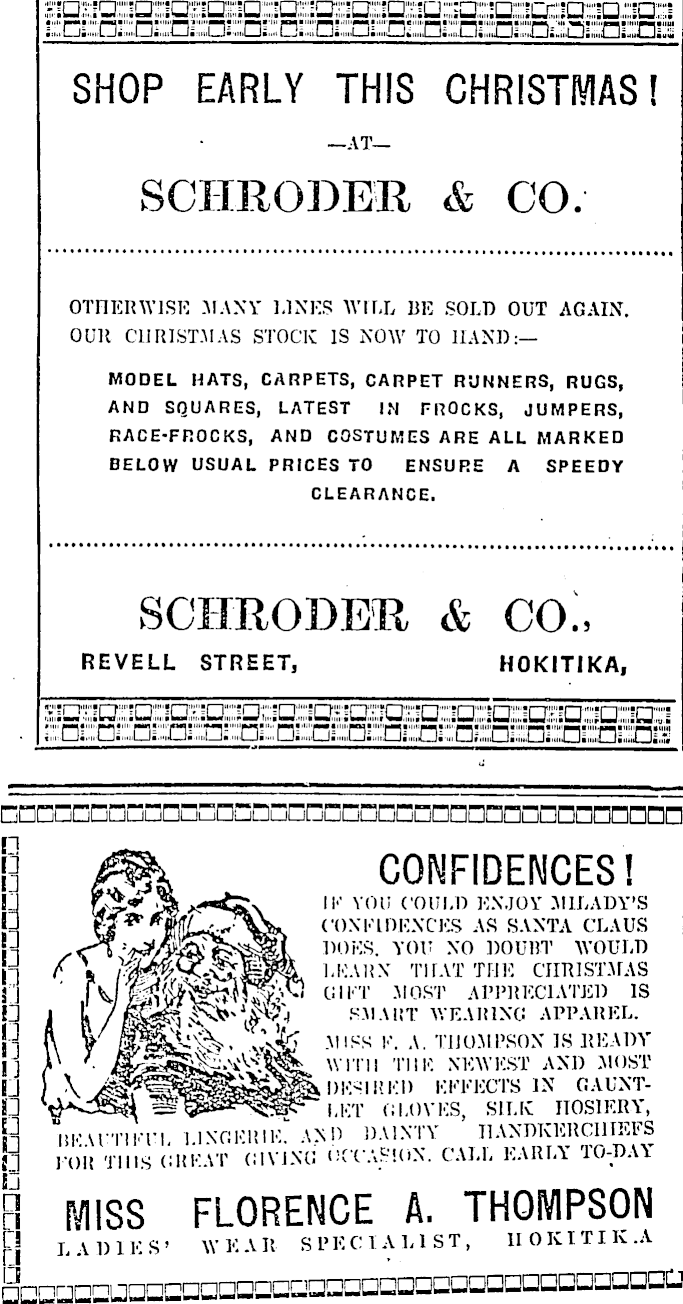 SHOP EARLY THIS CHRISTMAS!
—AT—
SCHRODER & CO.
OTHERWISE MANY LINES WILL BE SOLD OUT AGAIN.
OUR CHRISTMAS STOCK IS NOW TO HAND:—
MODEL HATS, CARPETS, CARPET RUNNERS, RUGS,
AND SQUARES, LATEST IN FROCKS, JUMPERS,
RACE-FROCKS, AND COSTUMES ARE ALL MARKED
BELOW USUAL PRICES TO ENSURE A SPEEDY
CLEARANCE.
SCHRODER & CO.,
REVELL STREET, HOKITIKA,
CONFIDENCES!
IF YOU COULD ENJOY MILADY'S
CONFIDENCES AS SANTA CLAUS
DOES, YOU NO DOUBT WOULD
LEARN THAT THE CHRISTMAS
GIFT MOST APPRECIATED IS
SMART WEARING APPAREL.
MISS F. A. THOMPSON IS READY
WITH THE NEWEST AND MOST
DESIRED EFFECTS IN GAUNT-
LET GLOVES, SILK HOSIERY,
BEAUTIFUL LINGERIE, AND DAINTY HANDKERCHIEFS
FOR THIS GREAT GIVING OCCASION. CALL EARLY TO-DAY
MISS FLORENCE A. THOMPSON
LADIES' WEAR SPECIALIST, HOKITIKA